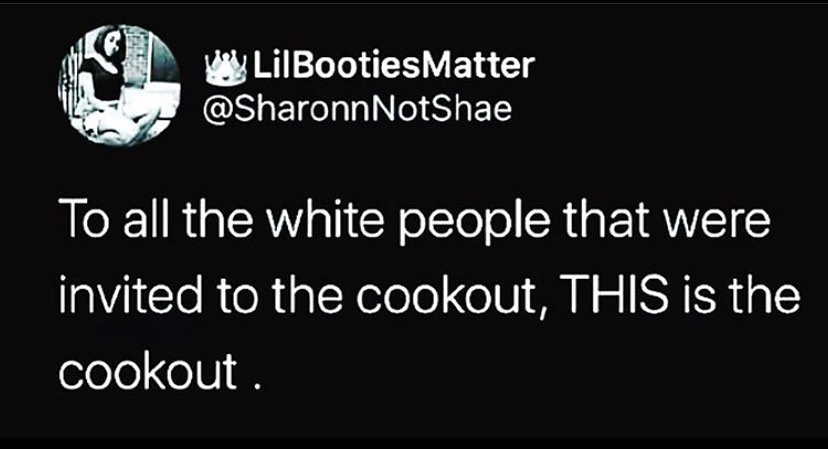 👑LilBootiesMatter
@SharonnNotShae
To all the white people that were
invited to the cookout, THIS is the
cookout .